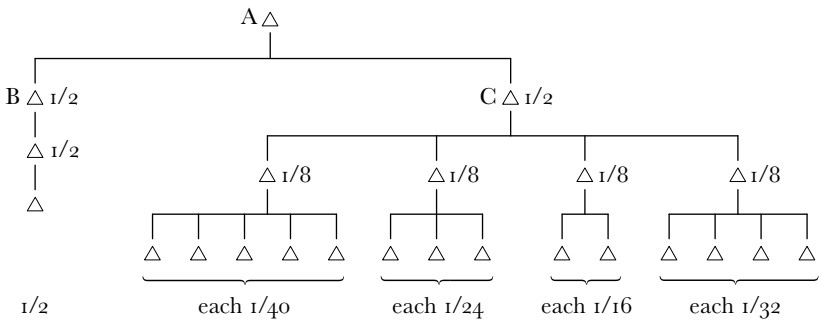 A
B 1/2 C 1/2
1/2
1/8 1/8 1/8 1/8
1/2 each 1/40 each 1/24 each 1/16 each 1/32